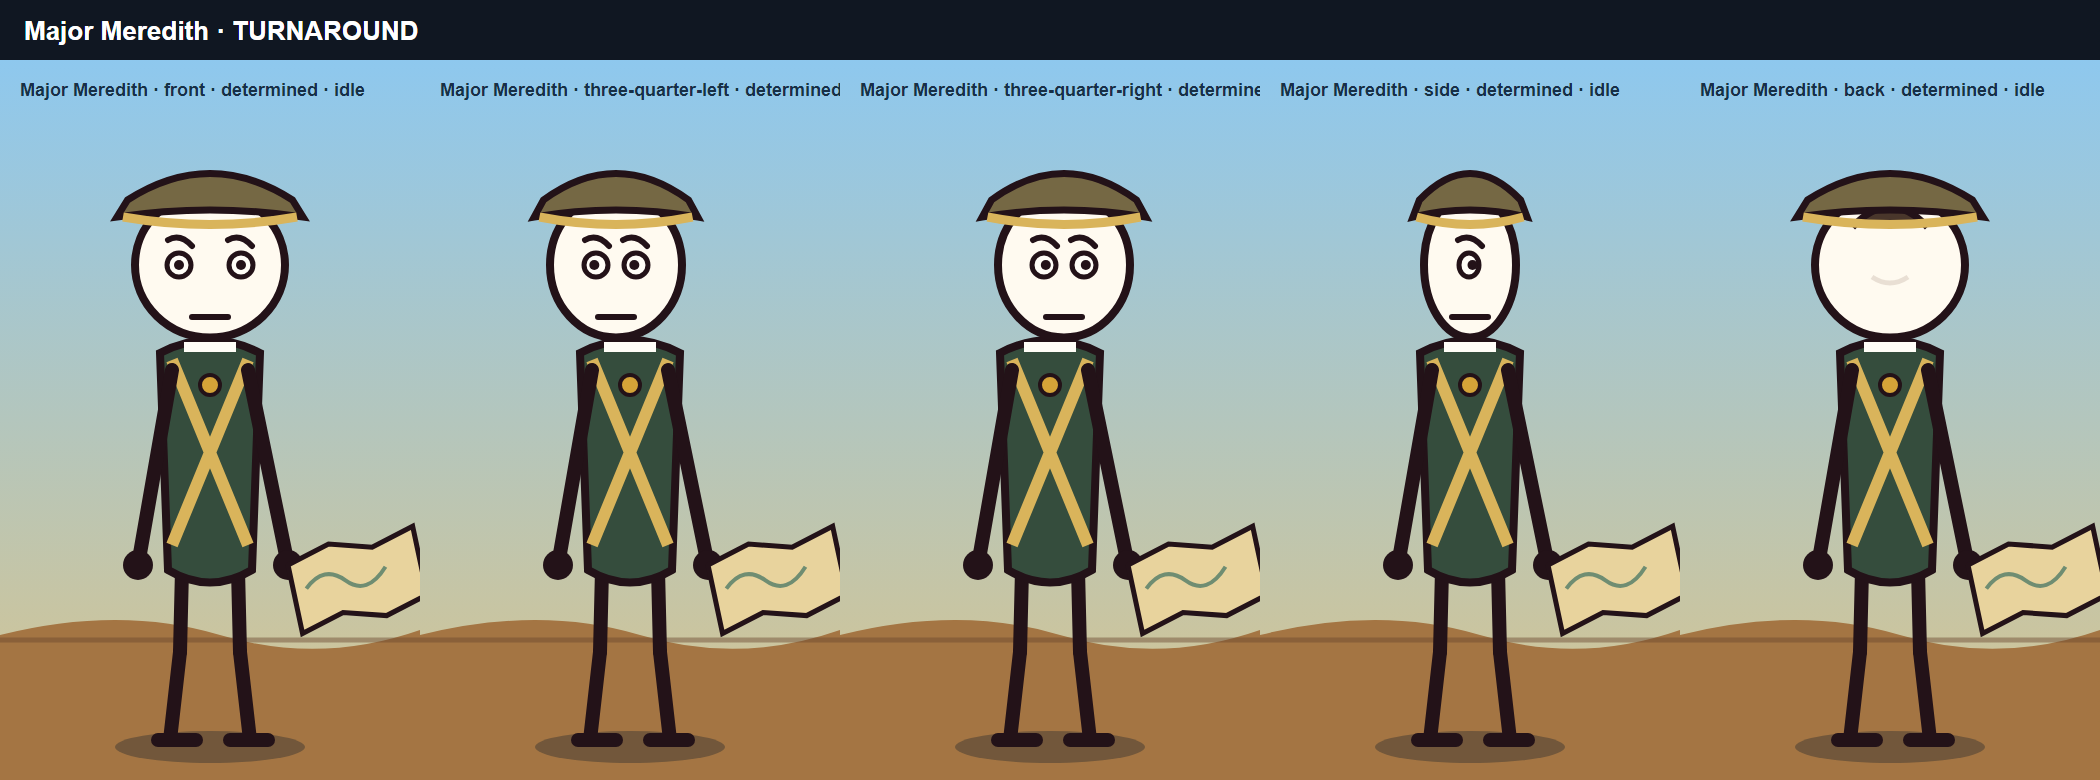 Major Meredith · TURNAROUND
Major Meredith · front · determined · idle
Major Meredith · three-quarter-left · determined
Major Meredith · three-quarter-right · determine
Major Meredith · side · determined · idle
Major Meredith · back · determined · idle